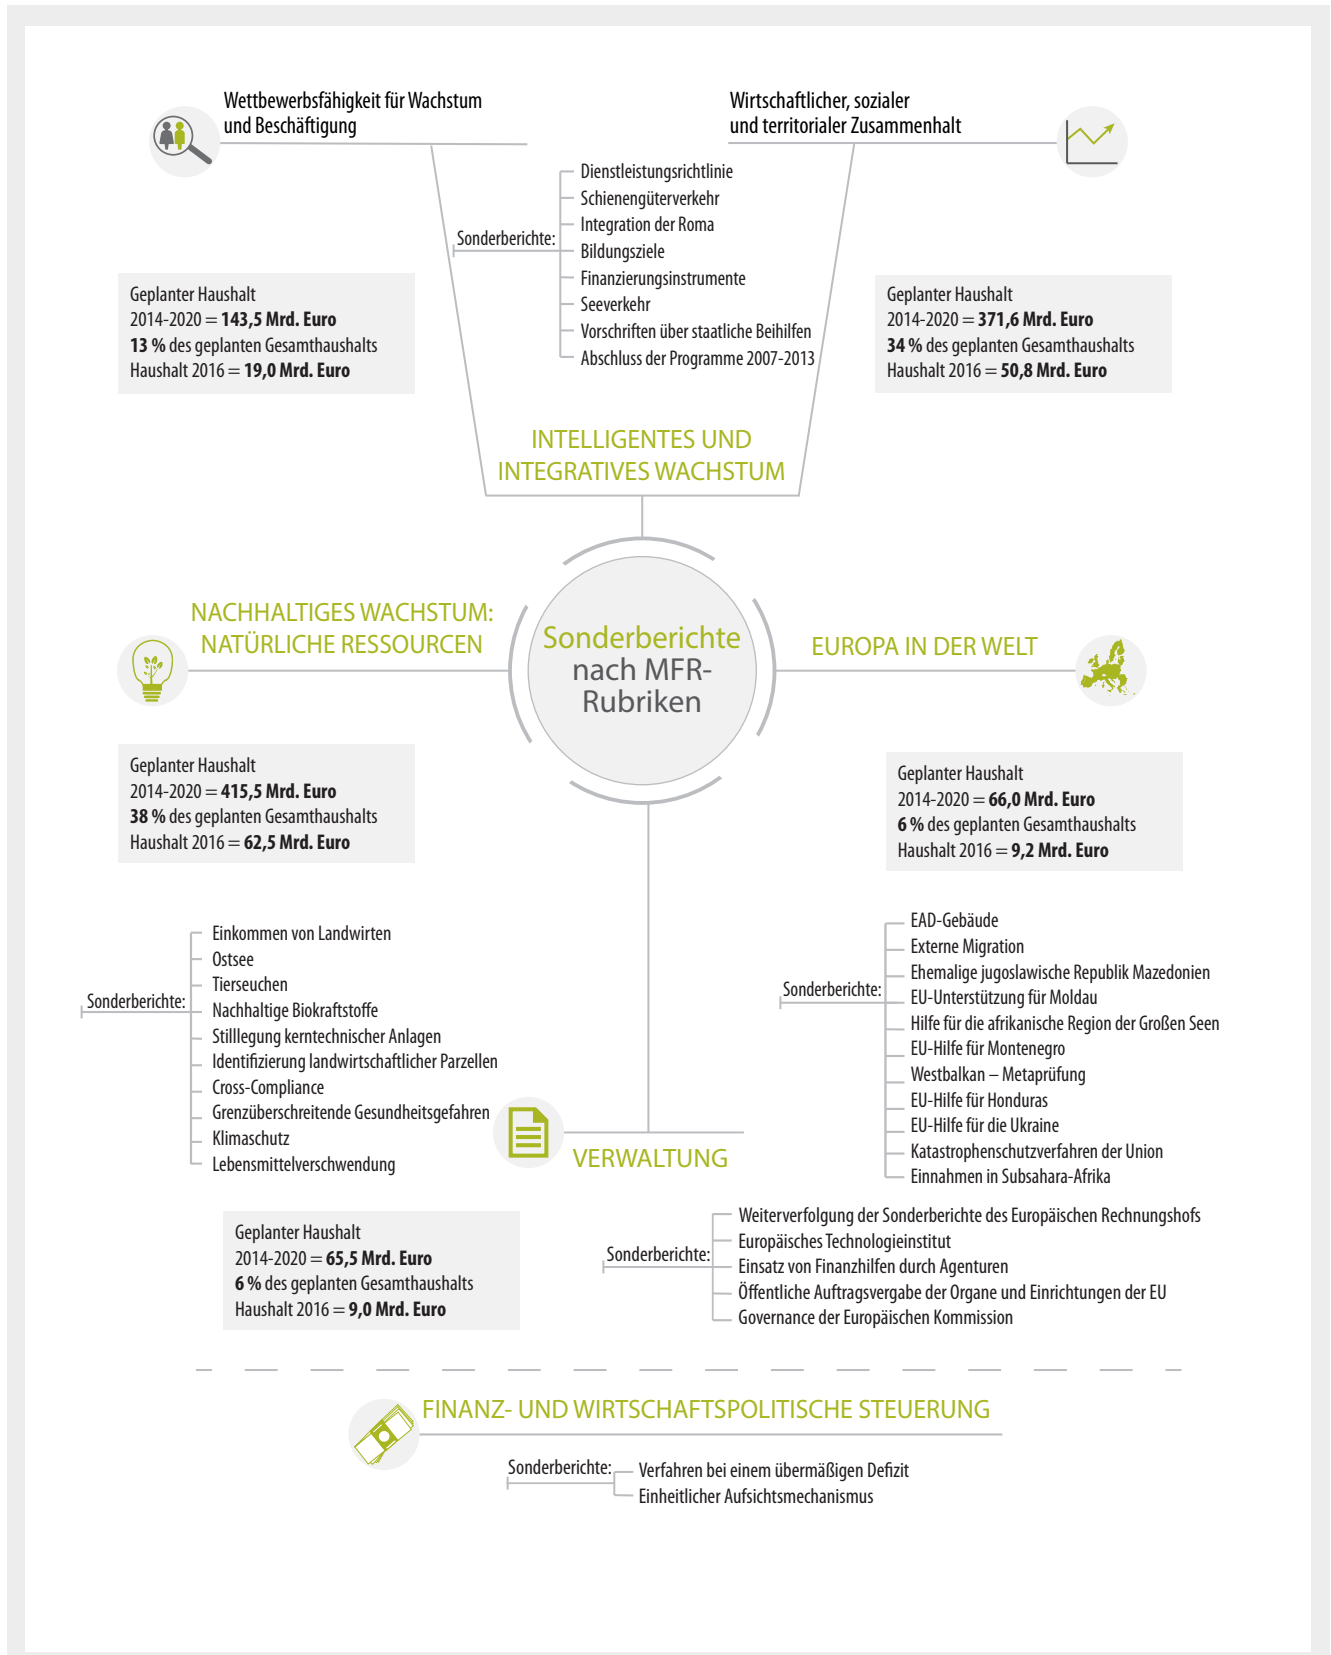 Wettbewerbsfähigkeit für Wachstum
und Beschäftigung
Wirtschaftlicher, sozialer
und territorialer Zusammenhalt
Sonderberichte:
Dienstleistungsrichtlinie
Schienengüterverkehr
Integration der Roma
Bildungsziele
Finanzierungsinstrumente
Seeverkehr
Vorschriften über staatliche Beihilfen
Abschluss der Programme 2007-2013
Geplanter Haushalt
2014-2020 = 143,5 Mrd. Euro
13 % des geplanten Gesamthaushalts
Haushalt 2016 = 19,0 Mrd. Euro
Geplanter Haushalt
2014-2020 = 371,6 Mrd. Euro
34 % des geplanten Gesamthaushalts
Haushalt 2016 = 50,8 Mrd. Euro
INTELLIGENTES UND
INTEGRATIVES WACHSTUM
NACHHALTIGES WACHSTUM:
NATÜRLICHE RESSOURCEN
Sonderberichte
nach MFR-
Rubriken
EUROPA IN DER WELT
Geplanter Haushalt
2014-2020 = 415,5 Mrd. Euro
38 % des geplanten Gesamthaushalts
Haushalt 2016 = 62,5 Mrd. Euro
Geplanter Haushalt
2014-2020 = 66,0 Mrd. Euro
6 % des geplanten Gesamthaushalts
Haushalt 2016 = 9,2 Mrd. Euro
Sonderberichte:
Einkommen von Landwirten
Ostsee
Tierseuchen
Nachhaltige Biokraftstoffe
Stilllegung kerntechnischer Anlagen
Identifizierung landwirtschaftlicher Parzellen
Cross-Compliance
Grenzüberschreitende Gesundheitsgefahren
Klimaschutz
Lebensmittelverschwendung
Sonderberichte:
EAD-Gebäude
Externe Migration
Ehemalige jugoslawische Republik Mazedonien
EU-Unterstützung für Moldau
Hilfe für die afrikanische Region der Großen Seen
EU-Hilfe für Montenegro
Westbalkan – Metaprüfung
EU-Hilfe für Honduras
EU-Hilfe für die Ukraine
Katastrophenschutzverfahren der Union
Einnahmen in Subsahara-Afrika
VERWALTUNG
Geplanter Haushalt
2014-2020 = 65,5 Mrd. Euro
6 % des geplanten Gesamthaushalts
Haushalt 2016 = 9,0 Mrd. Euro
Sonderberichte:
Weiterverfolgung der Sonderberichte des Europäischen Rechnungshofs
Europäisches Technologieinstitut
Einsatz von Finanzhilfen durch Agenturen
Öffentliche Auftragsvergabe der Organe und Einrichtungen der EU
Governance der Europäischen Kommission
FINANZ- UND WIRTSCHAFTSPOLITISCHE STEUERUNG
Sonderberichte:
Verfahren bei einem übermäßigen Defizit
Einheitlicher Aufsichtsmechanismus